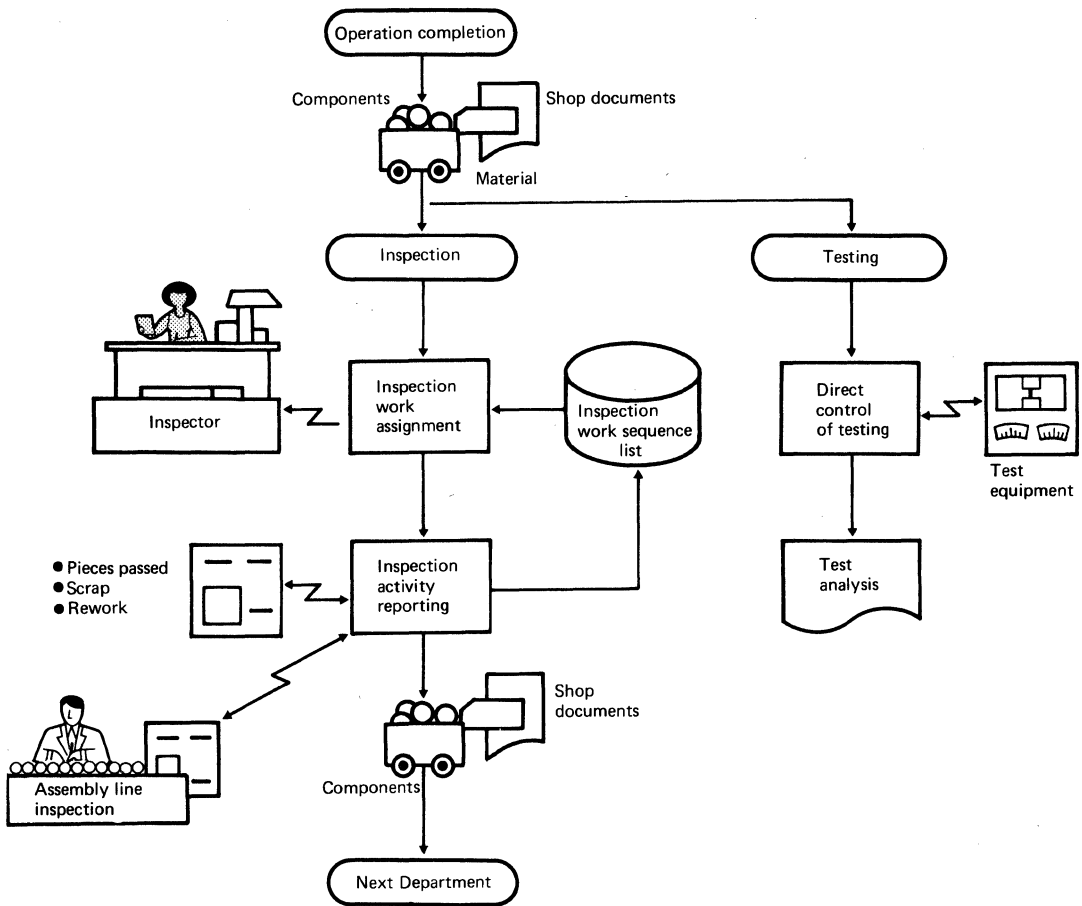 Operation completion
Components
Shop documents
Material
Inspection
Testing
Inspector
Inspection
work
assignment
Inspection
work sequence
list
Direct
control
of testing
Test
equipment
● Pieces passed
● Scrap
● Rework
Inspection
activity
reporting
Test
analysis
Shop
documents
Components
Assembly line
inspection
Next Department